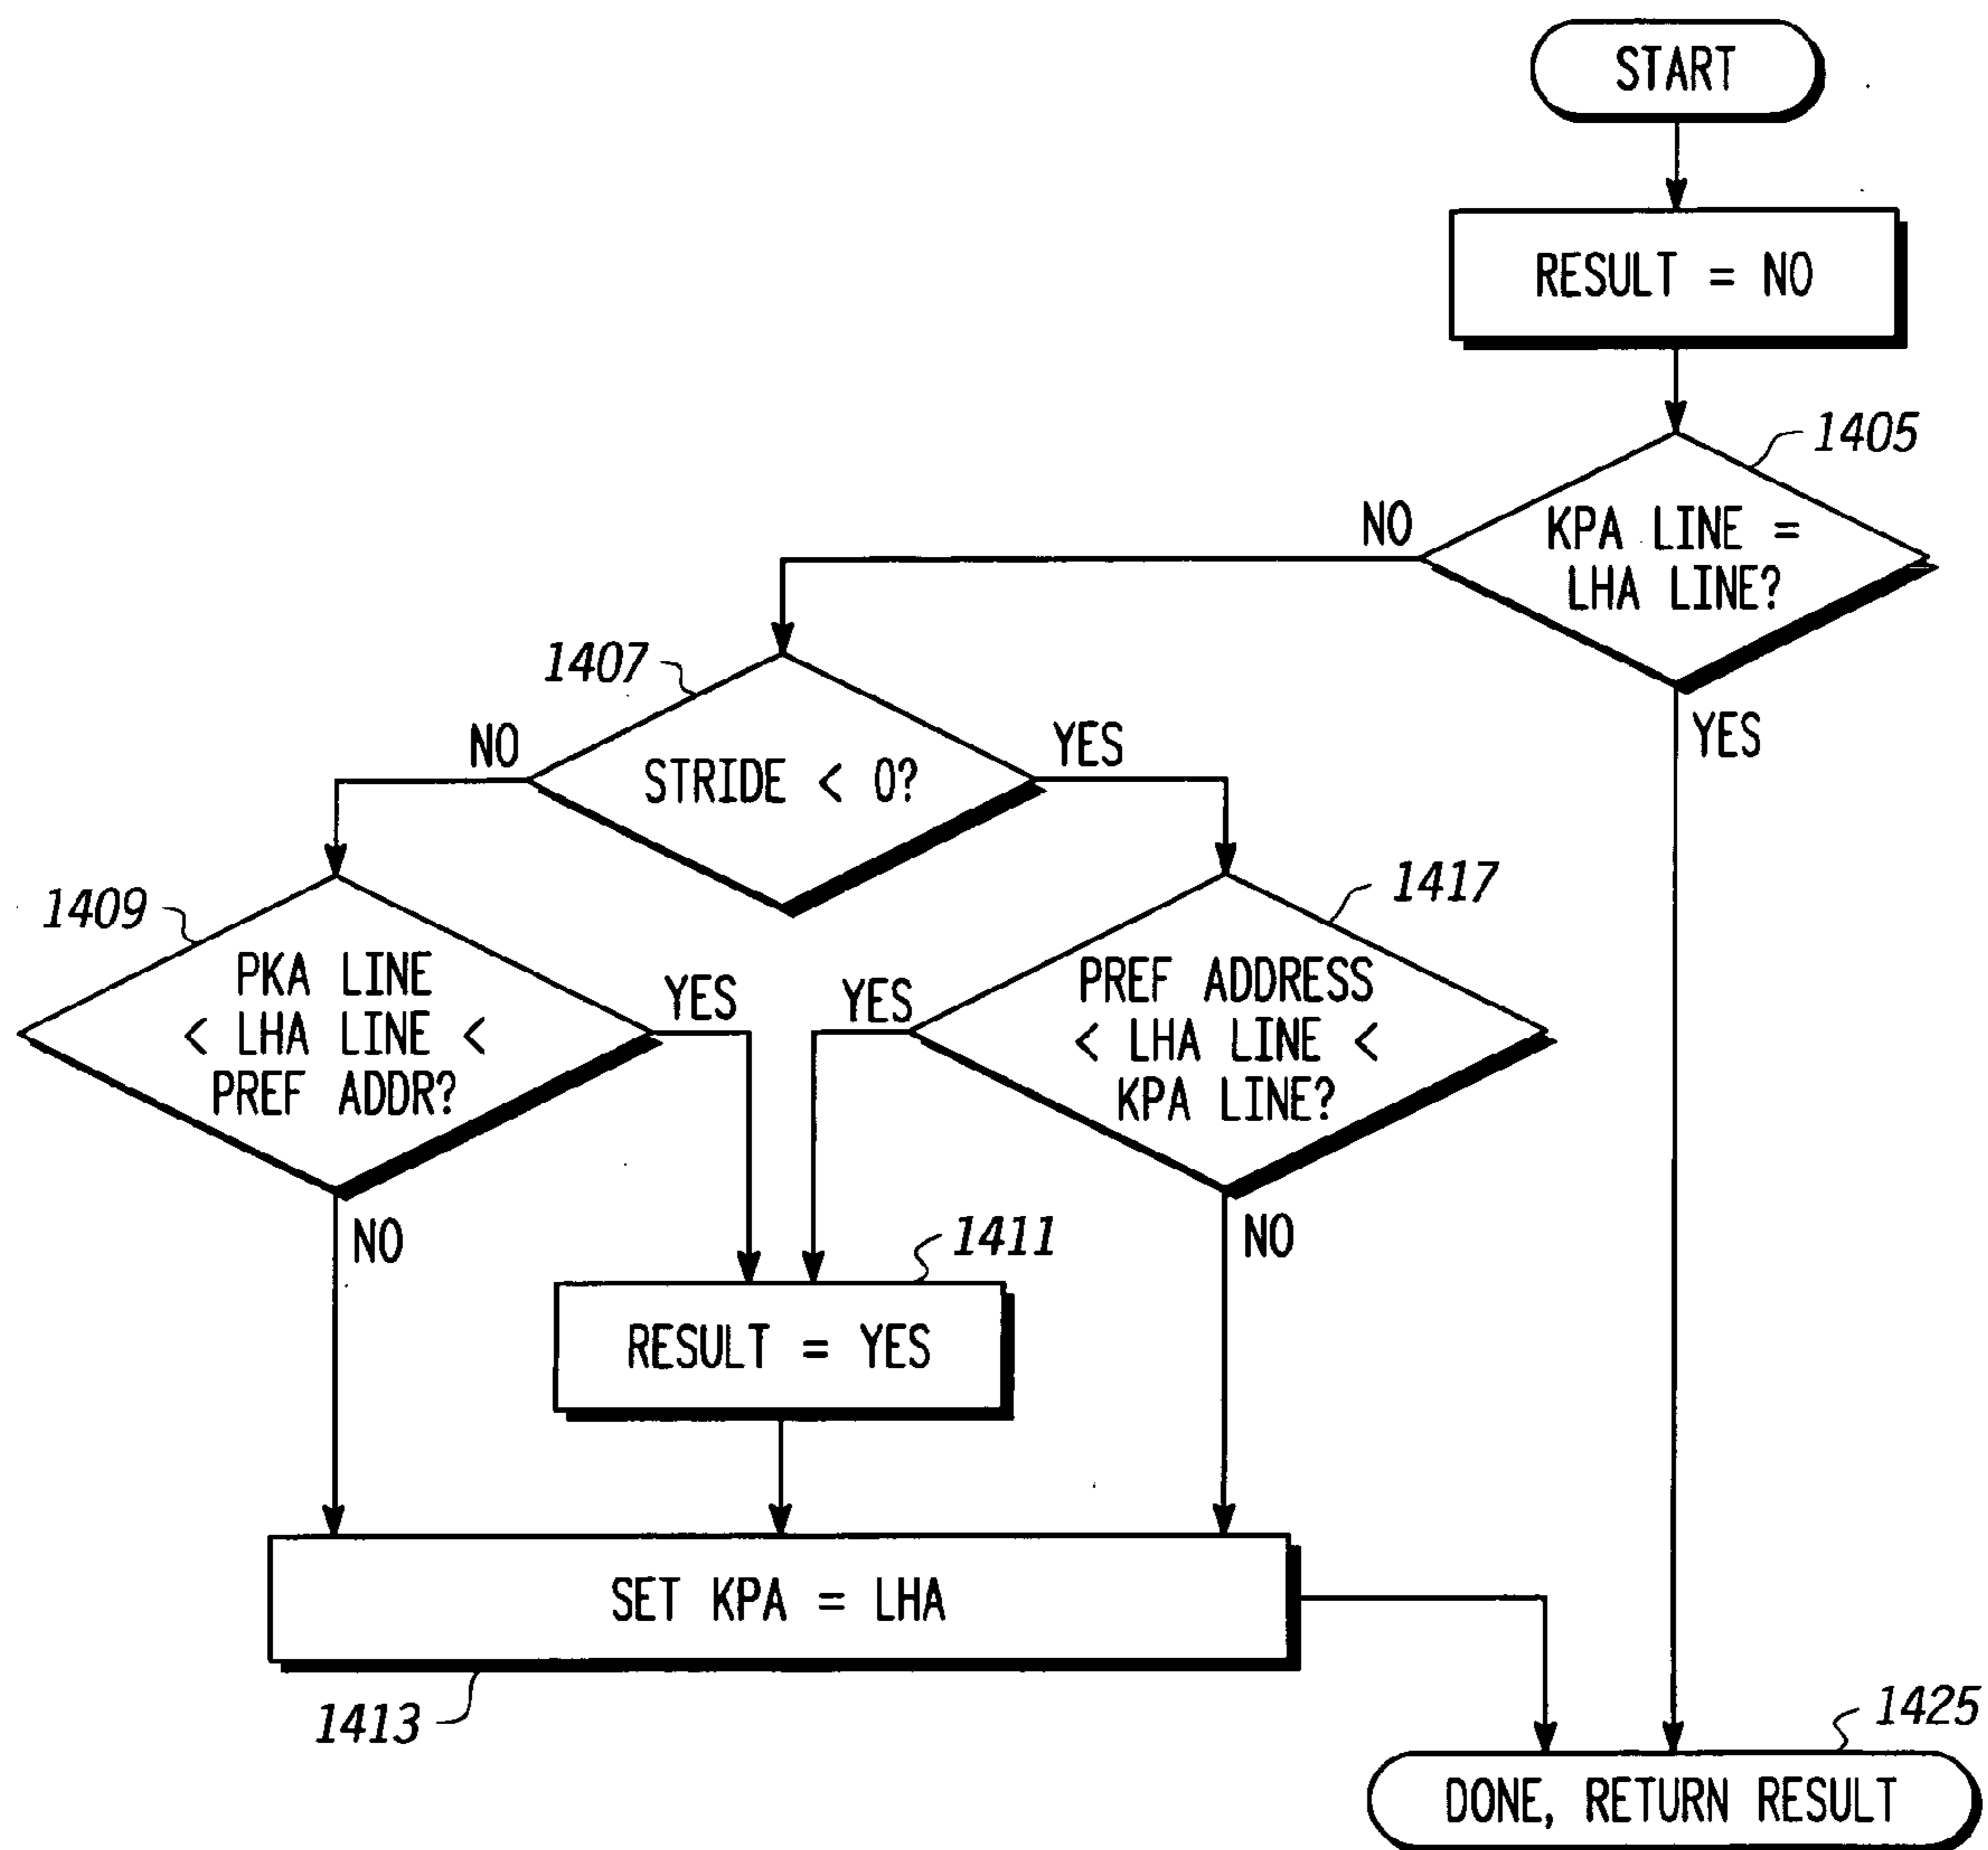 START
RESULT = NO
1405
KPA LINE =
LHA LINE?
NO
YES
1407
STRIDE < 0?
NO
YES
1409
PKA LINE
< LHA LINE <
PREF ADDR?
YES
NO
1417
PREF ADDRESS
< LHA LINE <
KPA LINE?
YES
NO
1411
RESULT = YES
SET KPA = LHA
1413
1425
DONE, RETURN RESULT